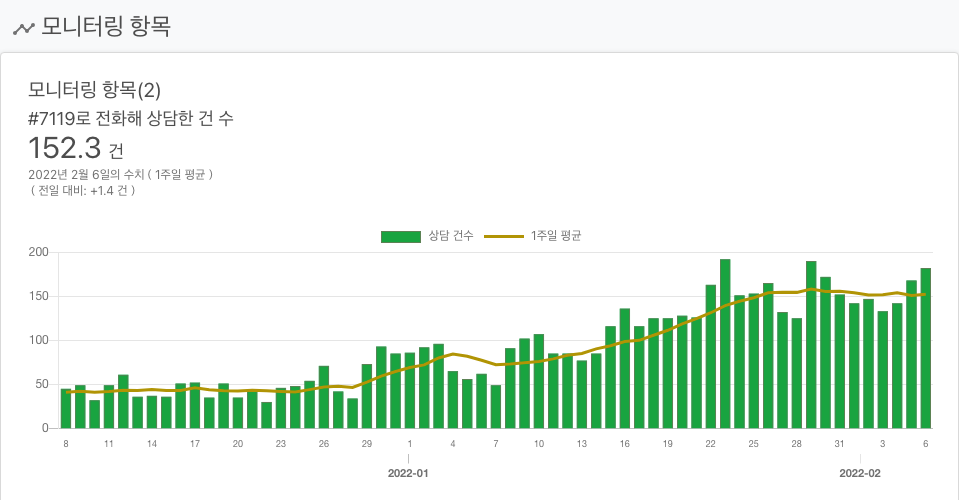 모니터링 항목
모니터링 항목(2)
#7119로 전화해 상담한 건 수
152.3 건
2022년 2월 6일의 수치 ( 1주일 평균 )
( 전일 대비: +1.4 건 )
상담 건수 1주일 평균
200
150
100
50
0
8 11 14 17 20 23 26 29 1 4 7 10 13 16 19 22 25 28 31 3 6
2022-01 2022-02